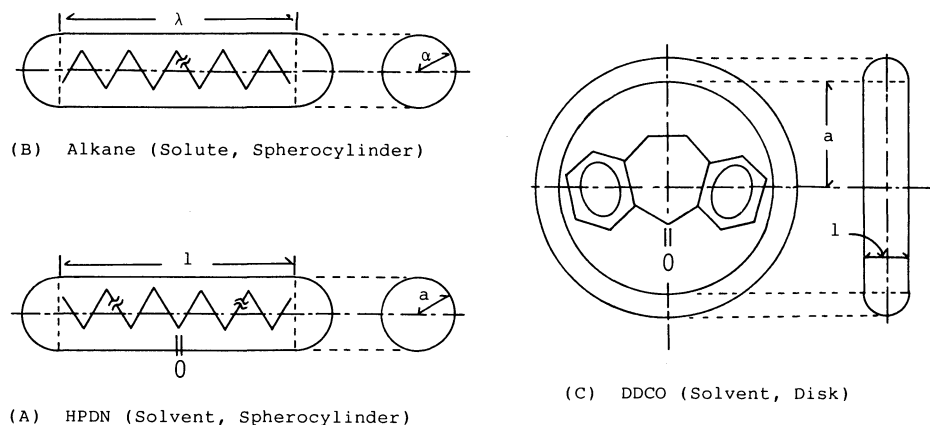 λ
α
(B) Alkane (Solute, Spherocylinder)
l
a
O
(A) HPDN (Solvent, Spherocylinder)
a
l
O
(C) DDCO (Solvent, Disk)